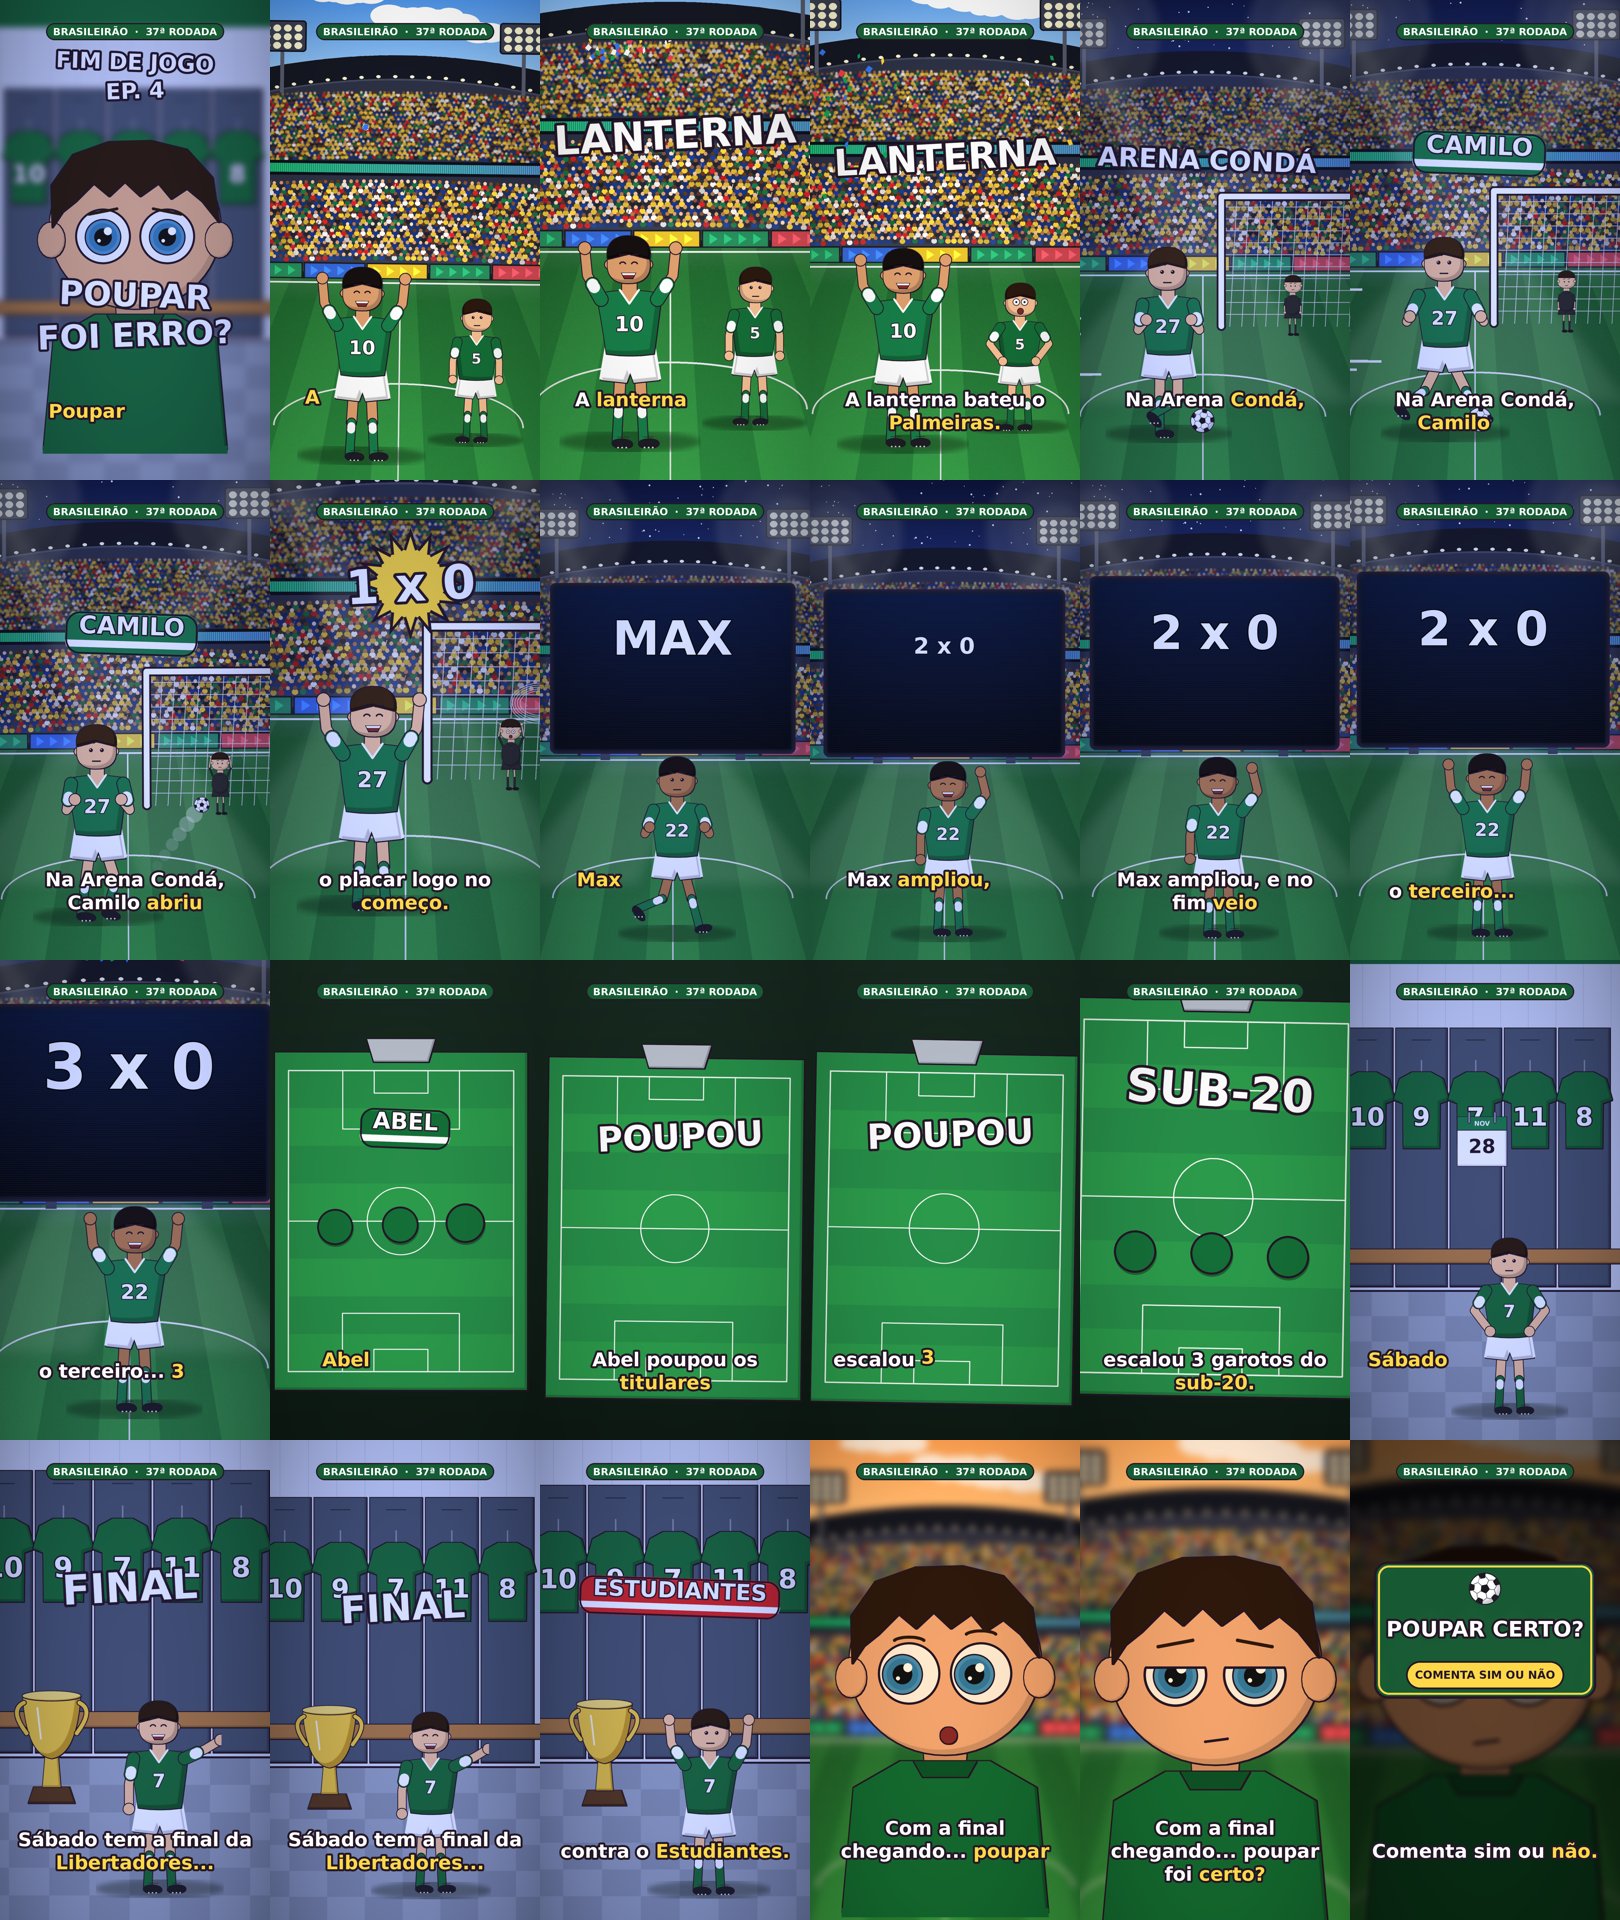 BRASILEIRÃO · 37ª RODADA
FIM DE JOGO
EP. 4
10
8
POUPAR
FOI ERRO?
Poupar
BRASILEIRÃO · 37ª RODADA
10
5
A
BRASILEIRÃO · 37ª RODADA
LANTERNA
10
5
A lanterna
BRASILEIRÃO · 37ª RODADA
LANTERNA
10
5
A lanterna bateu o
Palmeiras.
BRASILEIRÃO · 37ª RODADA
ARENA CONDÁ
27
Na Arena Condá,
BRASILEIRÃO · 37ª RODADA
CAMILO
27
Na Arena Condá,
Camilo
BRASILEIRÃO · 37ª RODADA
CAMILO
27
Na Arena Condá,
Camilo abriu
BRASILEIRÃO · 37ª RODADA
1 x 0
27
o placar logo no
começo.
BRASILEIRÃO · 37ª RODADA
MAX
22
Max
BRASILEIRÃO · 37ª RODADA
2 x 0
22
Max ampliou,
BRASILEIRÃO · 37ª RODADA
2 x 0
22
Max ampliou, e no
fim veio
BRASILEIRÃO · 37ª RODADA
2 x 0
22
o terceiro...
BRASILEIRÃO · 37ª RODADA
3 x 0
22
o terceiro... 3
BRASILEIRÃO · 37ª RODADA
ABEL
Abel
BRASILEIRÃO · 37ª RODADA
POUPOU
Abel poupou os
titulares
BRASILEIRÃO · 37ª RODADA
POUPOU
escalou 3
BRASILEIRÃO · 37ª RODADA
SUB-20
escalou 3 garotos do
sub-20.
BRASILEIRÃO · 37ª RODADA
10 9 7 11 8
NOV
28
7
Sábado
BRASILEIRÃO · 37ª RODADA
10 9 7 11 8
FINAL
7
Sábado tem a final da
Libertadores...
BRASILEIRÃO · 37ª RODADA
10 9 7 11 8
FINAL
7
Sábado tem a final da
Libertadores...
BRASILEIRÃO · 37ª RODADA
10 9 7 11 8
ESTUDIANTES
7
contra o Estudiantes.
BRASILEIRÃO · 37ª RODADA
Com a final
chegando... poupar
BRASILEIRÃO · 37ª RODADA
Com a final
chegando... poupar
foi certo?
BRASILEIRÃO · 37ª RODADA
POUPAR CERTO?
COMENTA SIM OU NÃO
Comenta sim ou não.